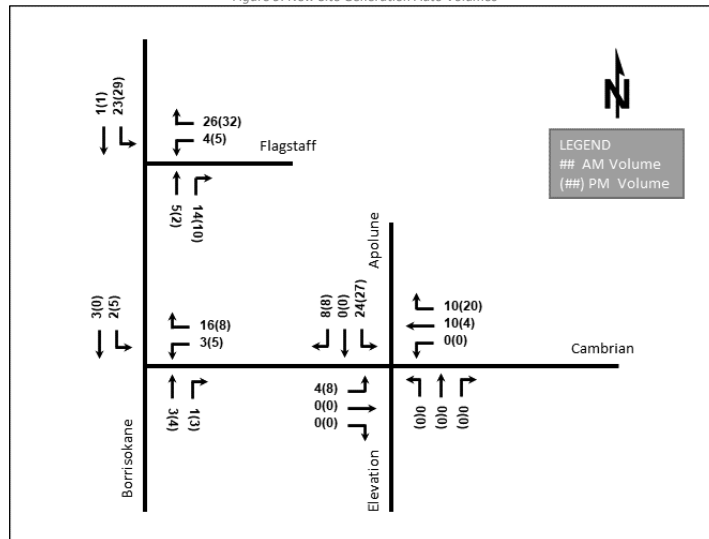 Figure 9: New Site Generation Auto Volumes
1(1)
23(29)
26(32)
4(5)
Flagstaff
5(2)
14(10)
N
LEGEND
## AM Volume
(##) PM Volume
3(0)
2(5)
16(8)
3(5)
3(4)
1(3)
Borrisokane
8(8)
0(0)
24(27)
Apolune
10(20)
10(4)
0(0)
Cambrian
4(8)
0(0)
0(0)
0(0)
0(0)
0(0)
Elevation